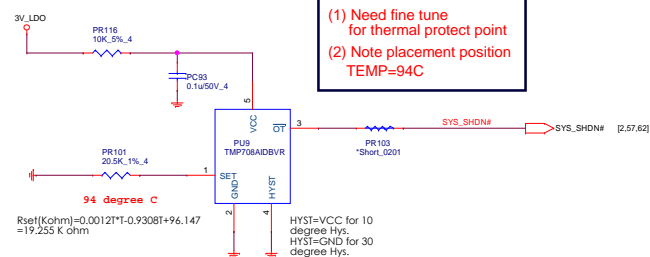 3V_LDO
PR116
10K_5%_4
PC93
0.1u/50V_4
(1) Need fine tune
for thermal protect point
(2) Note placement position
TEMP=94C
5
VCC
OT
3
PU9
TMP708AIDBVR
SYS_SHDN#
SYS_SHDN#
[2,57,62]
PR103
*Short_0201
PR101
20.5K_1%_4
1
SET
GND
HYST
2
4
94 degree C
Rset(Kohm)=0.0012T*T-0.9308T+96.147
=19.255 K ohm
HYST=VCC for 10
degree Hys.
HYST=GND for 30
degree Hys.